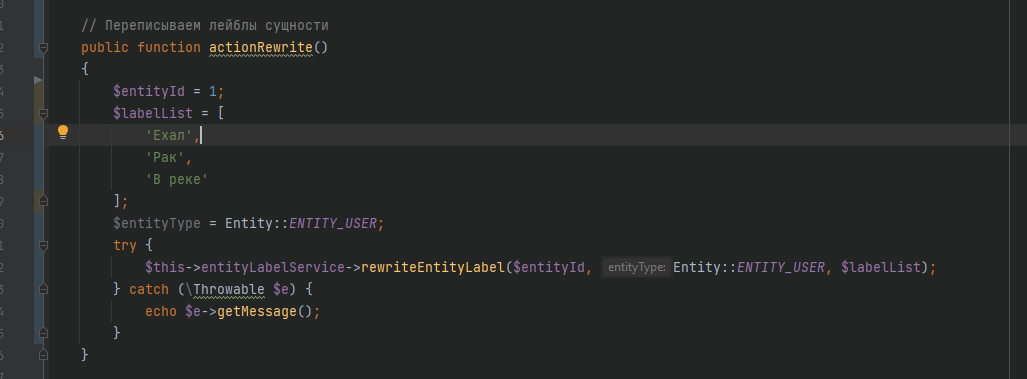 // Переписываем лейблы сущности
public function actionRewrite()
{
$entityId = 1;
$labelList = [
'Ехал',
'Рак',
'В реке'
];
$entityType = Entity::ENTITY_USER;
try {
$this->entityLabelService->rewriteEntityLabel($entityId, entityType: Entity::ENTITY_USER, $labelList);
} catch (\Throwable $e) {
echo $e->getMessage();
}
}